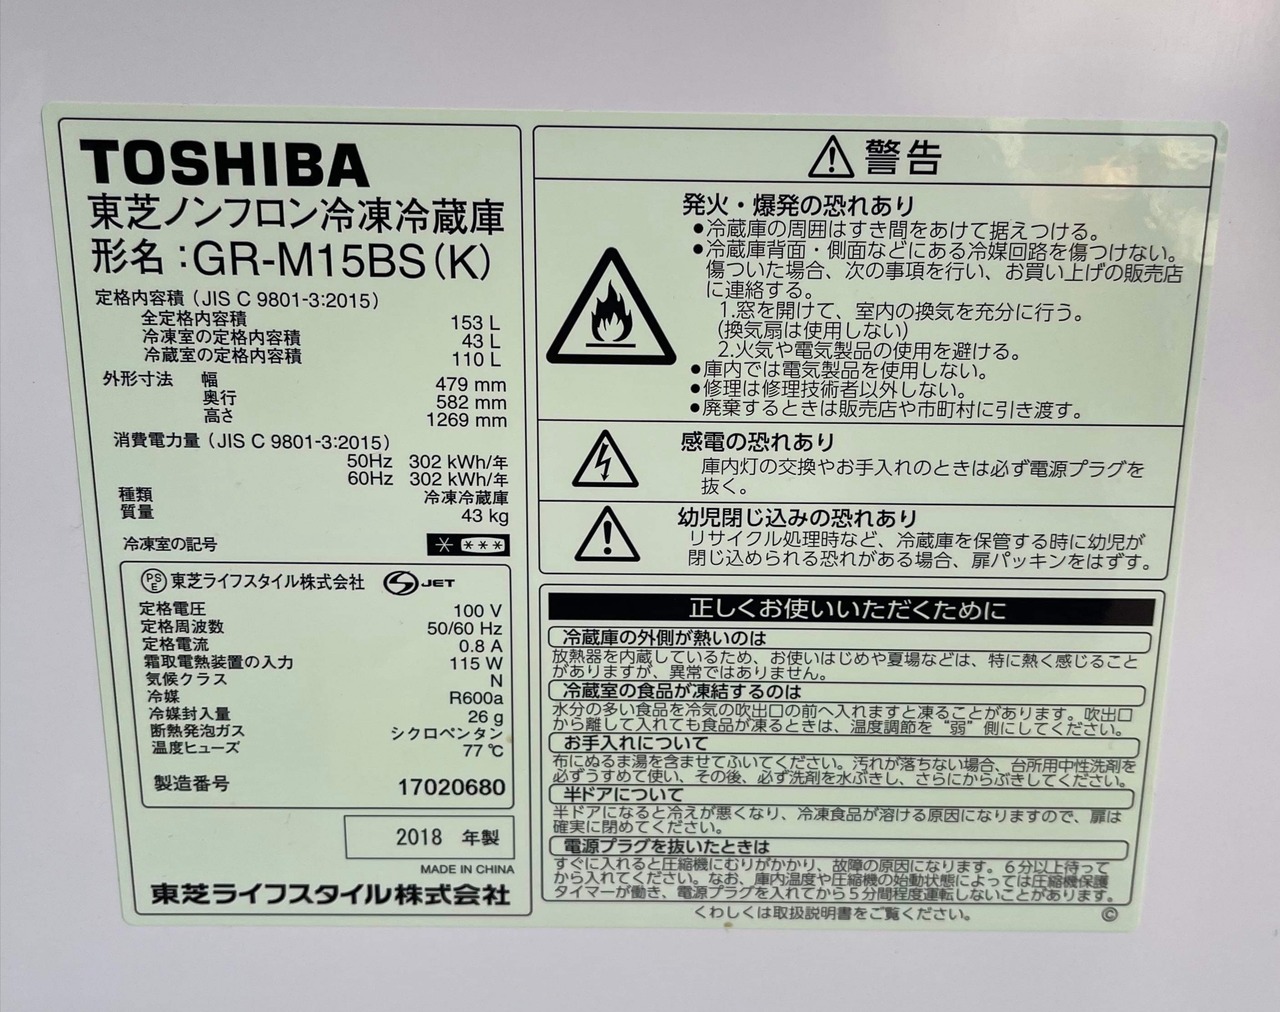 TOSHIBA
東芝ノンフロン冷凍冷蔵庫
形名:GR-M15BS(K)
定格内容積(JIS C 9801-3:2015)
全定格内容積 153 L
冷凍室の定格内容積 43 L
冷蔵室の定格内容積 110 L
外形寸法 幅 479 mm
奥行 582 mm
高さ 1269 mm
消費電力量(JIS C 9801-3:2015)
50Hz 302 kWh/年
60Hz 302 kWh/年
種類 冷凍冷蔵庫
質量 43 kg
冷凍室の記号 * ***
PSE 東芝ライフスタイル株式会社 S JET
定格電圧 100 V
定格周波数 50/60 Hz
定格電流 0.8 A
霜取電熱装置の入力 115 W
気候クラス N
冷媒 R600a
冷媒封入量 26 g
断熱発泡ガス シクロペンタン
温度ヒューズ 77℃
製造番号 17020680
2018 年製
MADE IN CHINA
東芝ライフスタイル株式会社
警告
発火・爆発の恐れあり
●冷蔵庫の周囲はすき間をあけて据えつける。
●冷蔵庫背面・側面などにある冷媒回路を傷つけない。
傷ついた場合、次の事項を行い、お買い上げの販売店
に連絡する。
1.窓を開けて、室内の換気を充分に行う。
(換気扇は使用しない)
2.火気や電気製品の使用を避ける。
●庫内では電気製品を使用しない。
●修理は修理技術者以外しない。
●廃棄するときは販売店や市町村に引き渡す。
感電の恐れあり
庫内灯の交換やお手入れのときは必ず電源プラグを
抜く。
幼児閉じ込みの恐れあり
リサイクル処理時など、冷蔵庫を保管する時に幼児が
閉じ込められる恐れがある場合、扉パッキンをはずす。
正しくお使いいただくために
冷蔵庫の外側が熱いのは
放熱器を内蔵しているため、お使いはじめや夏場などは、特に熱く感じること
がありますが、異常ではありません。
冷蔵室の食品が凍結するのは
水分の多い食品を冷気の吹出口の前へ入れますと凍ることがあります。吹出口
から離して入れても食品が凍るときは、温度調節を“弱”側にしてください。
お手入れについて
布にぬるま湯を含ませてふいてください。汚れが落ちない場合、台所用中性洗剤を
必ずうすめて使い、その後、必ず洗剤を水ぶきし、さらにからぶきしてください。
半ドアについて
半ドアになると冷えが悪くなり、冷凍食品が溶ける原因になりますので、扉は
確実に閉めてください。
電源プラグを抜いたときは
すぐに入れると圧縮機にむりがかかり、故障の原因になります。6分以上待って
から入れてください。なお、庫内温度や圧縮機の始動状態によっては圧縮機保護
タイマーが働き、電源プラグを入れてから5分間程度運転しないことがあります。
くわしくは取扱説明書をご覧ください。 ©